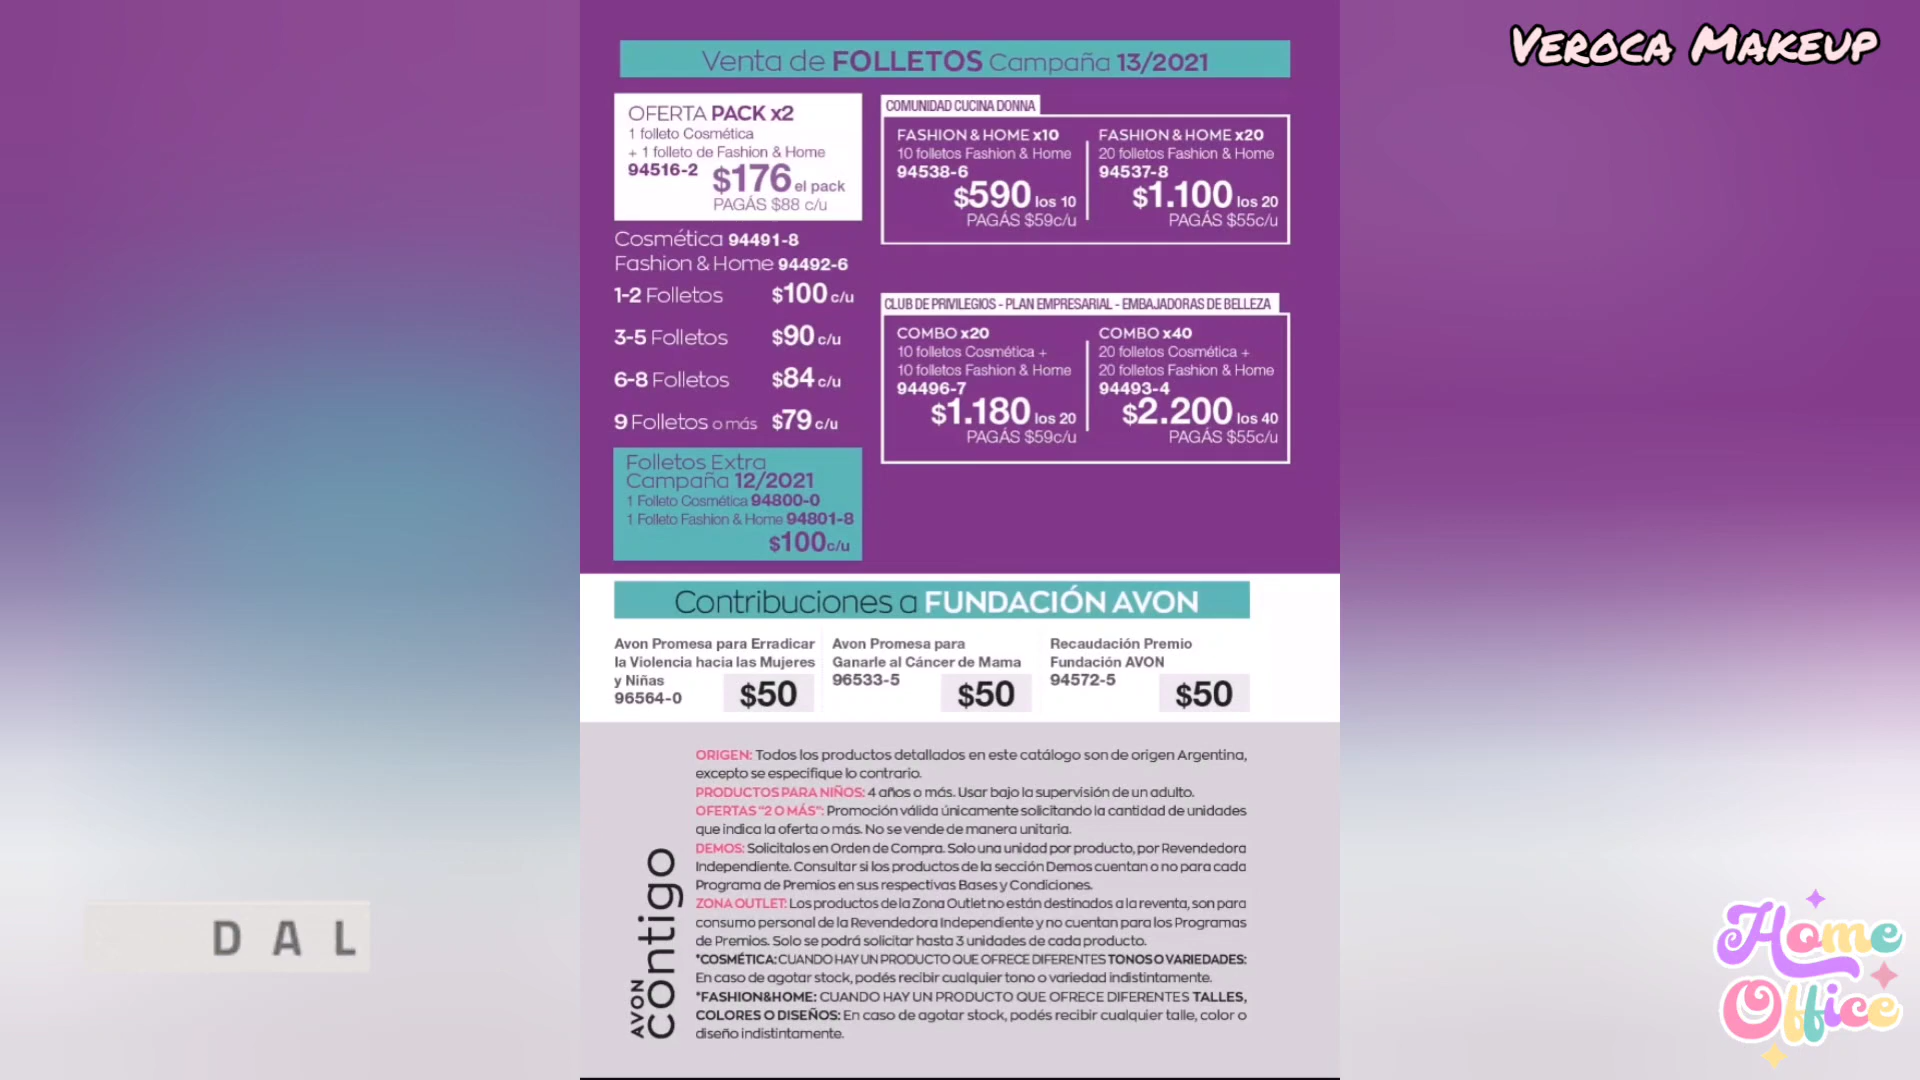 VEROCA MAKEUP
Venta de FOLLETOS Campaña 13/2021
OFERTA PACK x2
1 folleto Cosmética
+ 1 folleto de Fashion & Home
94516-2 $176 el pack
PAGÁS $88 c/u
Cosmética 94491-8
Fashion & Home 94492-6
1-2 Folletos $100 c/u
3-5 Folletos $90 c/u
6-8 Folletos $84 c/u
9 Folletos o más $79 c/u
Folletos Extra
Campaña 12/2021
1 Folleto Cosmética 94800-0
1 Folleto Fashion & Home 94801-8
$100 c/u
COMUNIDAD CUCINA DONNA
FASHION & HOME x10
10 folletos Fashion & Home
94538-6
$590 los 10
PAGÁS $59c/u
FASHION & HOME x20
20 folletos Fashion & Home
94537-8
$1.100 los 20
PAGÁS $55c/u
CLUB DE PRIVILEGIOS - PLAN EMPRESARIAL - EMBAJADORAS DE BELLEZA
COMBO x20
10 folletos Cosmética +
10 folletos Fashion & Home
94496-7
$1.180 los 20
PAGÁS $59c/u
COMBO x40
20 folletos Cosmética +
20 folletos Fashion & Home
94493-4
$2.200 los 40
PAGÁS $55c/u
Contribuciones a FUNDACIÓN AVON
Avon Promesa para Erradicar
la Violencia hacia las Mujeres
y Niñas
96564-0 $50
Avon Promesa para
Ganarle al Cáncer de Mama
96533-5 $50
Recaudación Premio
Fundación AVON
94572-5 $50
AVON
contigo
ORIGEN: Todos los productos detallados en este catálogo son de origen Argentina,
excepto se especifique lo contrario.
PRODUCTOS PARA NIÑOS: 4 años o más. Usar bajo la supervisión de un adulto.
OFERTAS "2 O MÁS": Promoción válida únicamente solicitando la cantidad de unidades
que indica la oferta o más. No se vende de manera unitaria.
DEMOS: Solicitalos en Orden de Compra. Solo una unidad por producto, por Revendedora
Independiente. Consultar si los productos de la sección Demos cuentan o no para cada
Programa de Premios en sus respectivas Bases y Condiciones.
ZONA OUTLET: Los productos de la Zona Outlet no están destinados a la reventa, son para
consumo personal de la Revendedora Independiente y no cuentan para los Programas
de Premios. Solo se podrá solicitar hasta 3 unidades de cada producto.
*COSMÉTICA: CUANDO HAY UN PRODUCTO QUE OFRECE DIFERENTES TONOS O VARIEDADES:
En caso de agotar stock, podés recibir cualquier tono o variedad indistintamente.
*FASHION&HOME: CUANDO HAY UN PRODUCTO QUE OFRECE DIFERENTES TALLES,
COLORES O DISEÑOS: En caso de agotar stock, podés recibir cualquier talle, color o
diseño indistintamente.
DAL
Home
Office